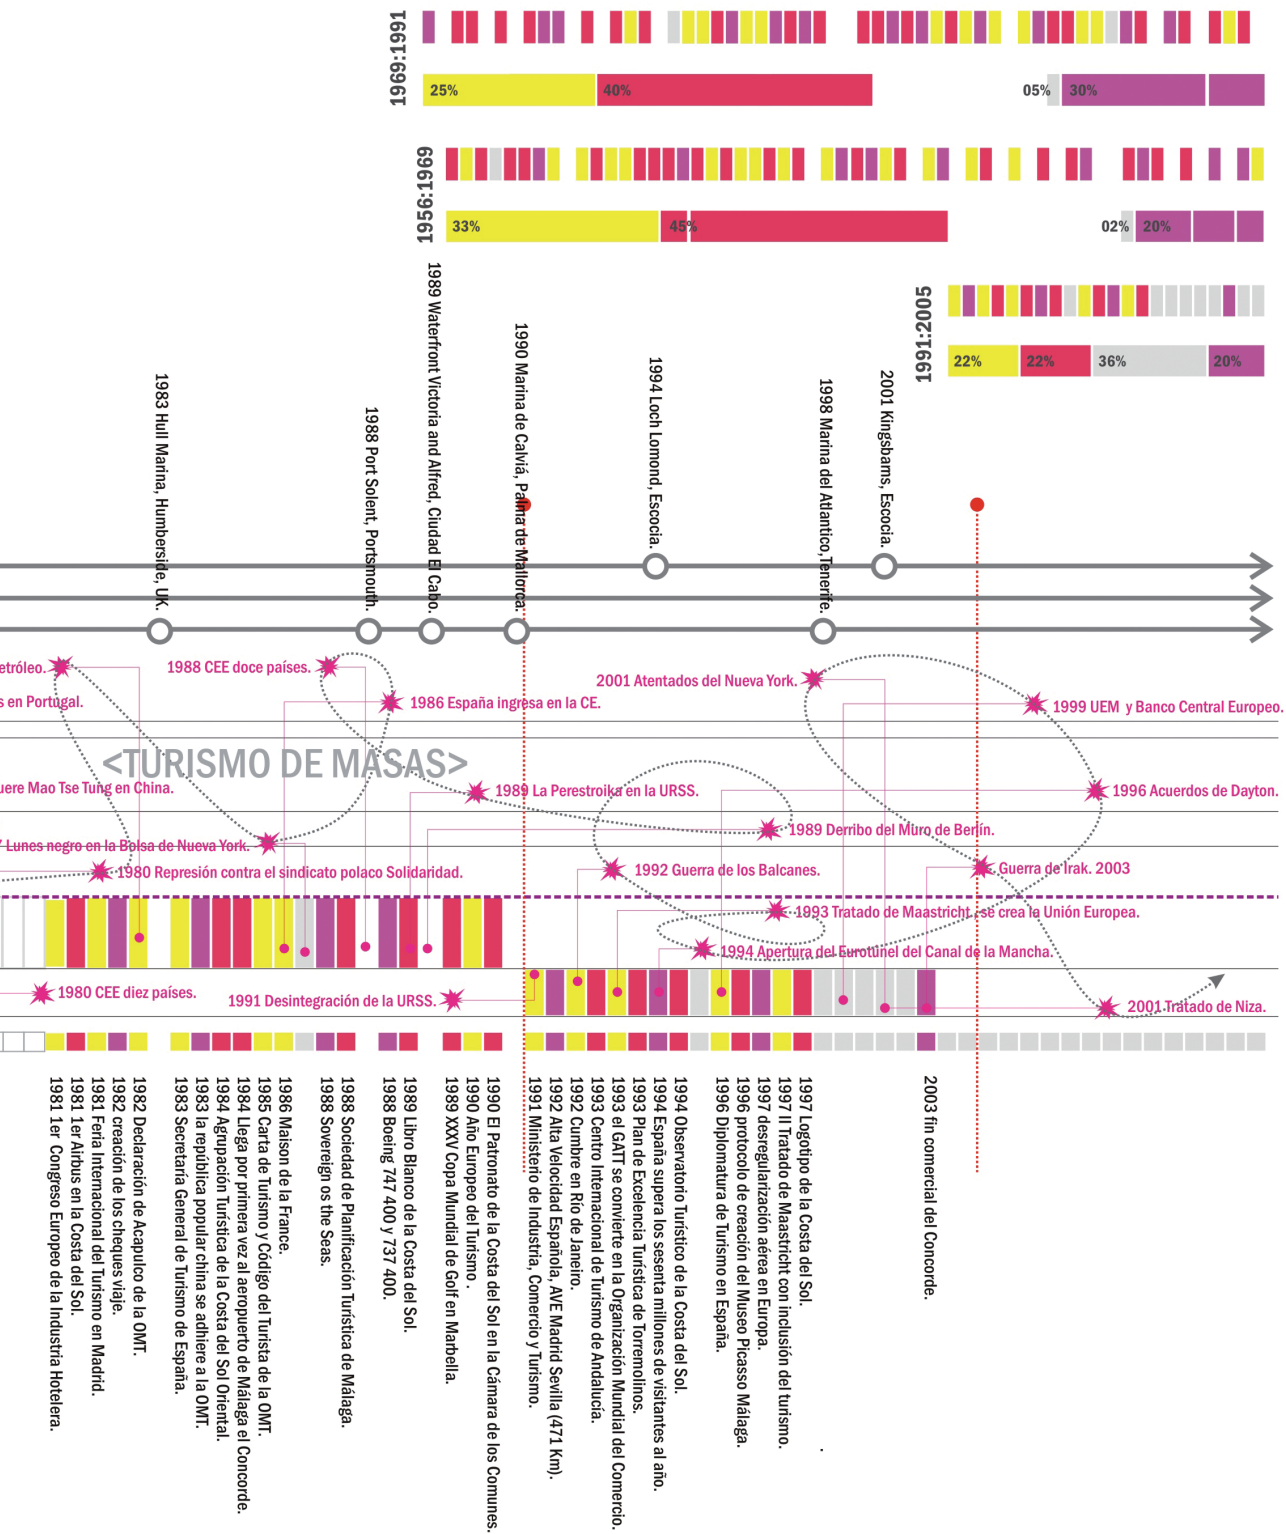 1969:1991
25%
40%
05%
30%
1956:1969
33%
45%
02%
20%
1991:2005
22%
22%
36%
20%
1983 Hull Marina, Humberside, UK.
1988 Port Solent, Portsmouth.
1989 Waterfront Victoria and Alfred, Ciudad El Cabo.
1990 Marina de Calviá, Palma de Mallorca.
1994 Loch Lomond, Escocia.
1998 Marina del Atlantico, Tenerife.
2001 Kingsbams, Escocia.
etróleo.
1988 CEE doce países.
2001 Atentados del Nueva York.
s en Portugal.
1986 España ingresa en la CE.
1999 UEM y Banco Central Europeo.
<TURISMO DE MASAS>
uere Mao Tse Tung en China.
1989 La Perestroika en la URSS.
1996 Acuerdos de Dayton.
1989 Derribo del Muro de Berlín.
7 Lunes negro en la Bolsa de Nueva York.
1980 Represión contra el sindicato polaco Solidaridad.
1992 Guerra de los Balcanes.
Guerra de Irak. 2003
1993 Tratado de Maastricht, se crea la Unión Europea.
1994 Apertura del Eurotúnel del Canal de la Mancha.
1980 CEE diez países.
1991 Desintegración de la URSS.
2001 Tratado de Niza.
1981 1er Congreso Europeo de la Industria Hotelera.
1981 1er Airbus en la Costa del Sol.
1981 Feria Internacional del Turismo en Madrid.
1982 creación de los cheques viaje.
1982 Declaración de Acapulco de la OMT.
1983 Secretaría General de Turismo de España.
1983 la república popular china se adhiere a la OMT.
1984 Agrupación Turística de la Costa del Sol Oriental.
1984 Llega por primera vez al aeropuerto de Málaga el Concorde.
1985 Carta de Turismo y Código del Turista de la OMT.
1986 Maison de la France.
1988 Sovereign os the Seas.
1988 Sociedad de Planificación Turística de Málaga.
1988 Boeing 747 400 y 737 400.
1989 Libro Blanco de la Costa del Sol.
1989 XXXV Copa Mundial de Golf en Marbella.
1990 Año Europeo del Turismo .
1990 El Patronato de la Costa del Sol en la Cámara de los Comunes.
1991 Ministerio de Industria, Comercio y Turismo.
1992 Alta Velocidad Española, AVE Madrid Sevilla (471 Km).
1992 Cumbre en Río de Janeiro.
1993 Centro Internacional de Turismo de Andalucía.
1993 el GATT se convierte en la Organización Mundial del Comercio.
1993 Plan de Excelencia Turística de Torremolinos.
1994 España supera los sesenta millones de visitantes al año.
1994 Observatorio Turístico de la Costa del Sol.
1996 Diplomatura de Turismo en España.
1996 protocolo de creación del Museo Picasso Málaga.
1997 desregularización aérea en Europa.
1997 II Tratado de Maastricht con inclusión del turismo.
1997 Logotipo de la Costa del Sol.
2003 fin comercial del Concorde.